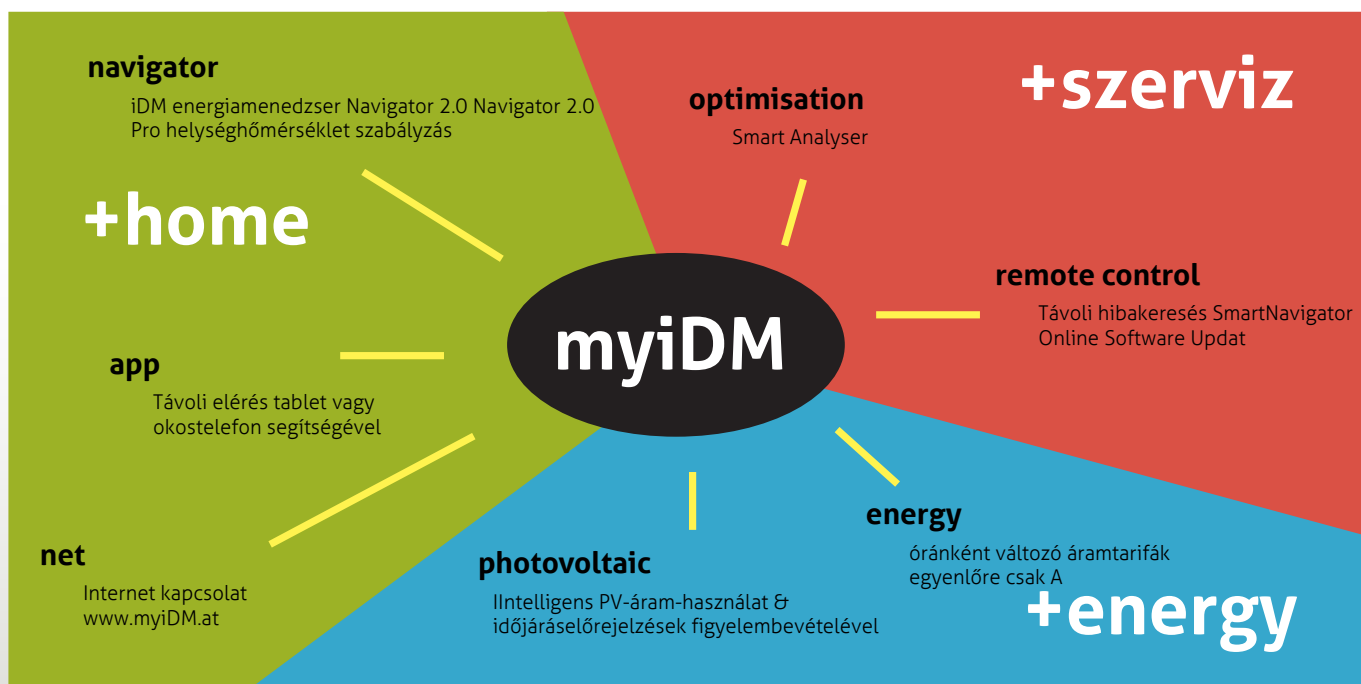 navigator
iDM energiamenedzser Navigator 2.0 Navigator 2.0
Pro helységhőmérséklet szabályzás
+home
app
Távoli elérés tablet vagy
okostelefon segítségével
net
Internet kapcsolat
www.myiDM.at
optimisation
Smart Analyser
+szerviz
remote control
Távoli hibakeresés SmartNavigator
Online Software Updat
myiDM
photovoltaic
IIntelligens PV-áram-használat &
időjáráselőrejelzések figyelembevételével
energy
óránként változó áramtarifák
egyenlőre csak A
+energy